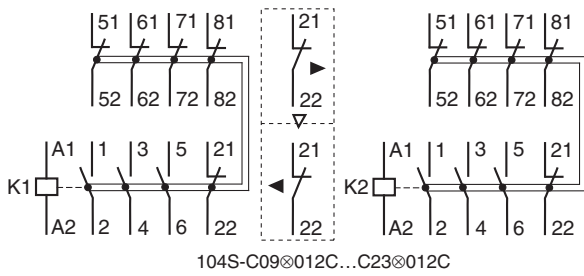 51 61 71 81 21 51 61 71 81
52 62 72 82 22 52 62 72 82
A1 1 3 5 21 21 A1 1 3 5 21
K1 K2
A2 2 4 6 22 22 A2 2 4 6 22
104S-C09⊗012C...C23⊗012C